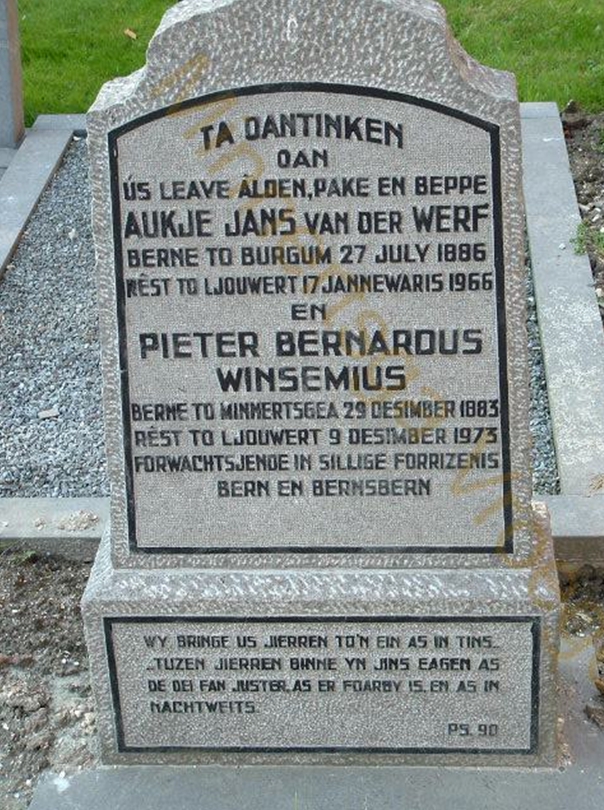 TA OANTINKEN
OAN
ÚS LEAVE ÂLDEN, PAKE EN BEPPE
AUKJE JANS VAN DER WERF
BERNE TO BURGUM 27 JULY 1886
RÊST TO LJOUWERT 17 JANNEWARIS 1966
EN
PIETER BERNARDUS
WINSEMIUS
BERNE TO MINNERTSGEA 29 DESIMBER 1883
RÊST TO LJOUWERT 9 DESIMBER 1973
FORWACHTSJENDE IN SILLIGE FORRIZENIS
BERN EN BERNSBERN
WY BRINGE US JIERREN TO'N EIN AS IN TINS..
..TUZEN JIERREN BINNE YN JINS EAGEN AS
DE DEI FAN JUSTER, AS ER FOARBY IS, EN AS IN
NACHTWEITS.
PS. 90